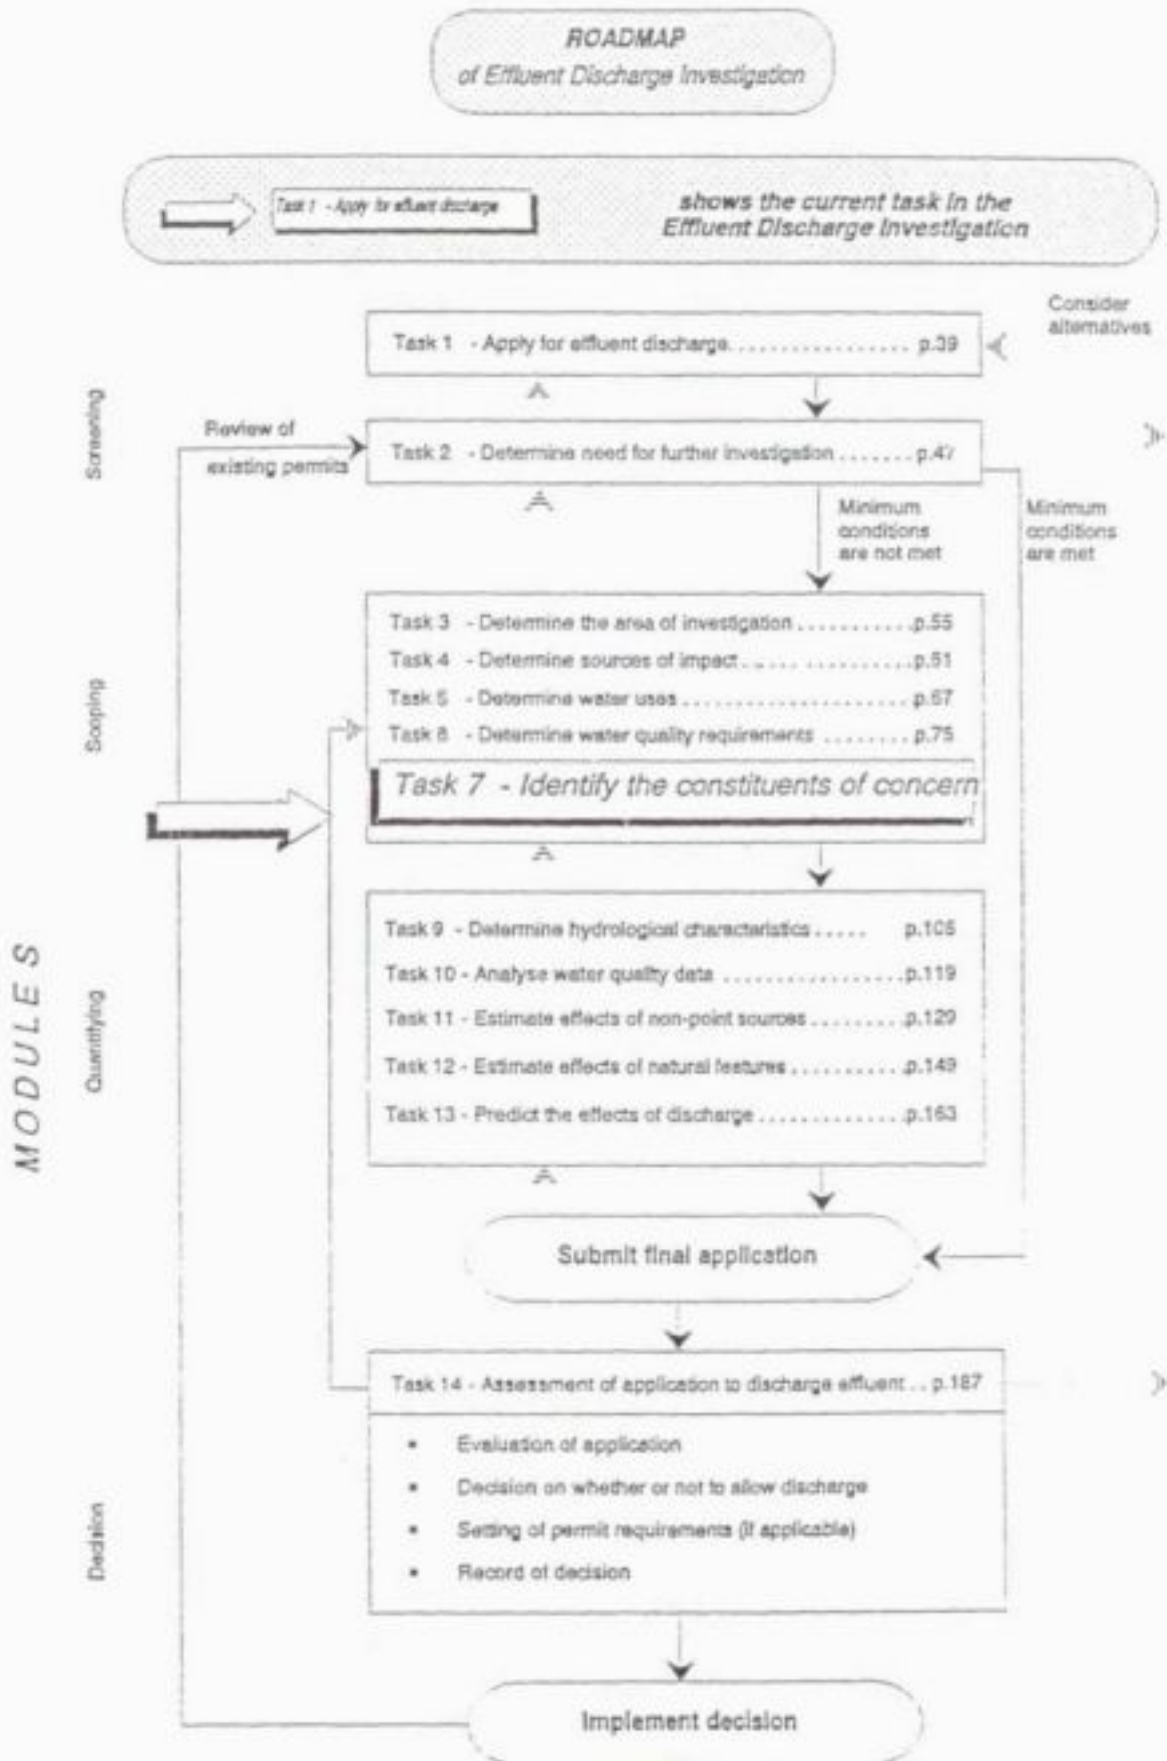 ROADMAP
of Effluent Discharge Investigation
Task 1 - Apply for effluent discharge
shows the current task in the
Effluent Discharge Investigation
Consider
alternatives
Task 1 - Apply for effluent discharge. . . . . . . . . . . . . . . . . p.39
Screening
Review of
existing permits
Task 2 - Determine need for further investigation . . . . . . . p.47
Minimum
conditions
are not met
Minimum
conditions
are met
Scoping
Task 3 - Determine the area of investigation . . . . . . . . . . . p.55
Task 4 - Determine sources of impact . . . . . . . . . . . . . . .
Task 5 - Determine water uses . . . . . . . . . . . . . . . . . . . . p.67
Task 6 - Determine water quality requirements . . . . . . . . p.75
Task 7 - Identify the constituents of concern
MODULES
Quantifying
Task 9 - Determine hydrological characteristics . . . . . p.105
Task 10 - Analyse water quality data . . . . . . . . . . . . . . . . p.119
Task 11 - Estimate effects of non-point sources . . . . . . . . p.129
Task 12 - Estimate effects of natural features . . . . . . . . . . p.149
Task 13 - Predict the effects of discharge . . . . . . . . . . . . . p.163
Submit final application
Task 14 - Assessment of application to discharge effluent . . p.187
Decision
▪ Evaluation of application
▪ Decision on whether or not to allow discharge
▪ Setting of permit requirements (if applicable)
▪ Record of decision
Implement decision